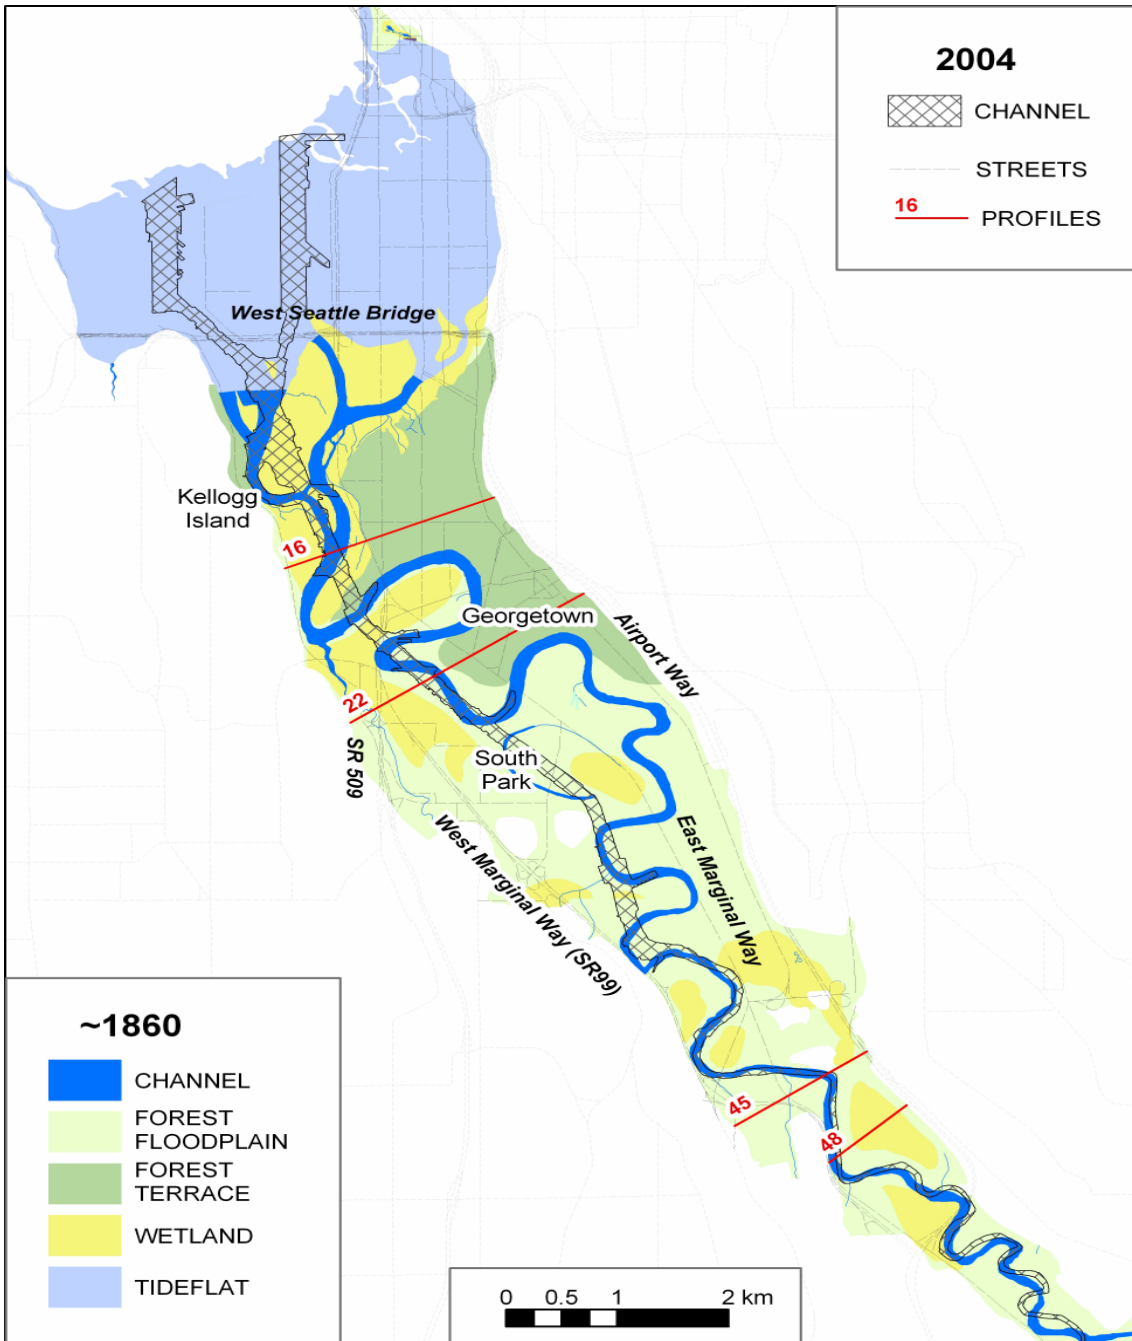 2004
CHANNEL
STREETS
16
PROFILES
West Seattle Bridge
Kellogg
Island
16
Georgetown
Airport Way
22
SR 509
South
Park
West Marginal Way (SR99)
East Marginal Way
45
48
~1860
CHANNEL
FOREST
FLOODPLAIN
FOREST
TERRACE
WETLAND
TIDEFLAT
0 0.5 1 2 km